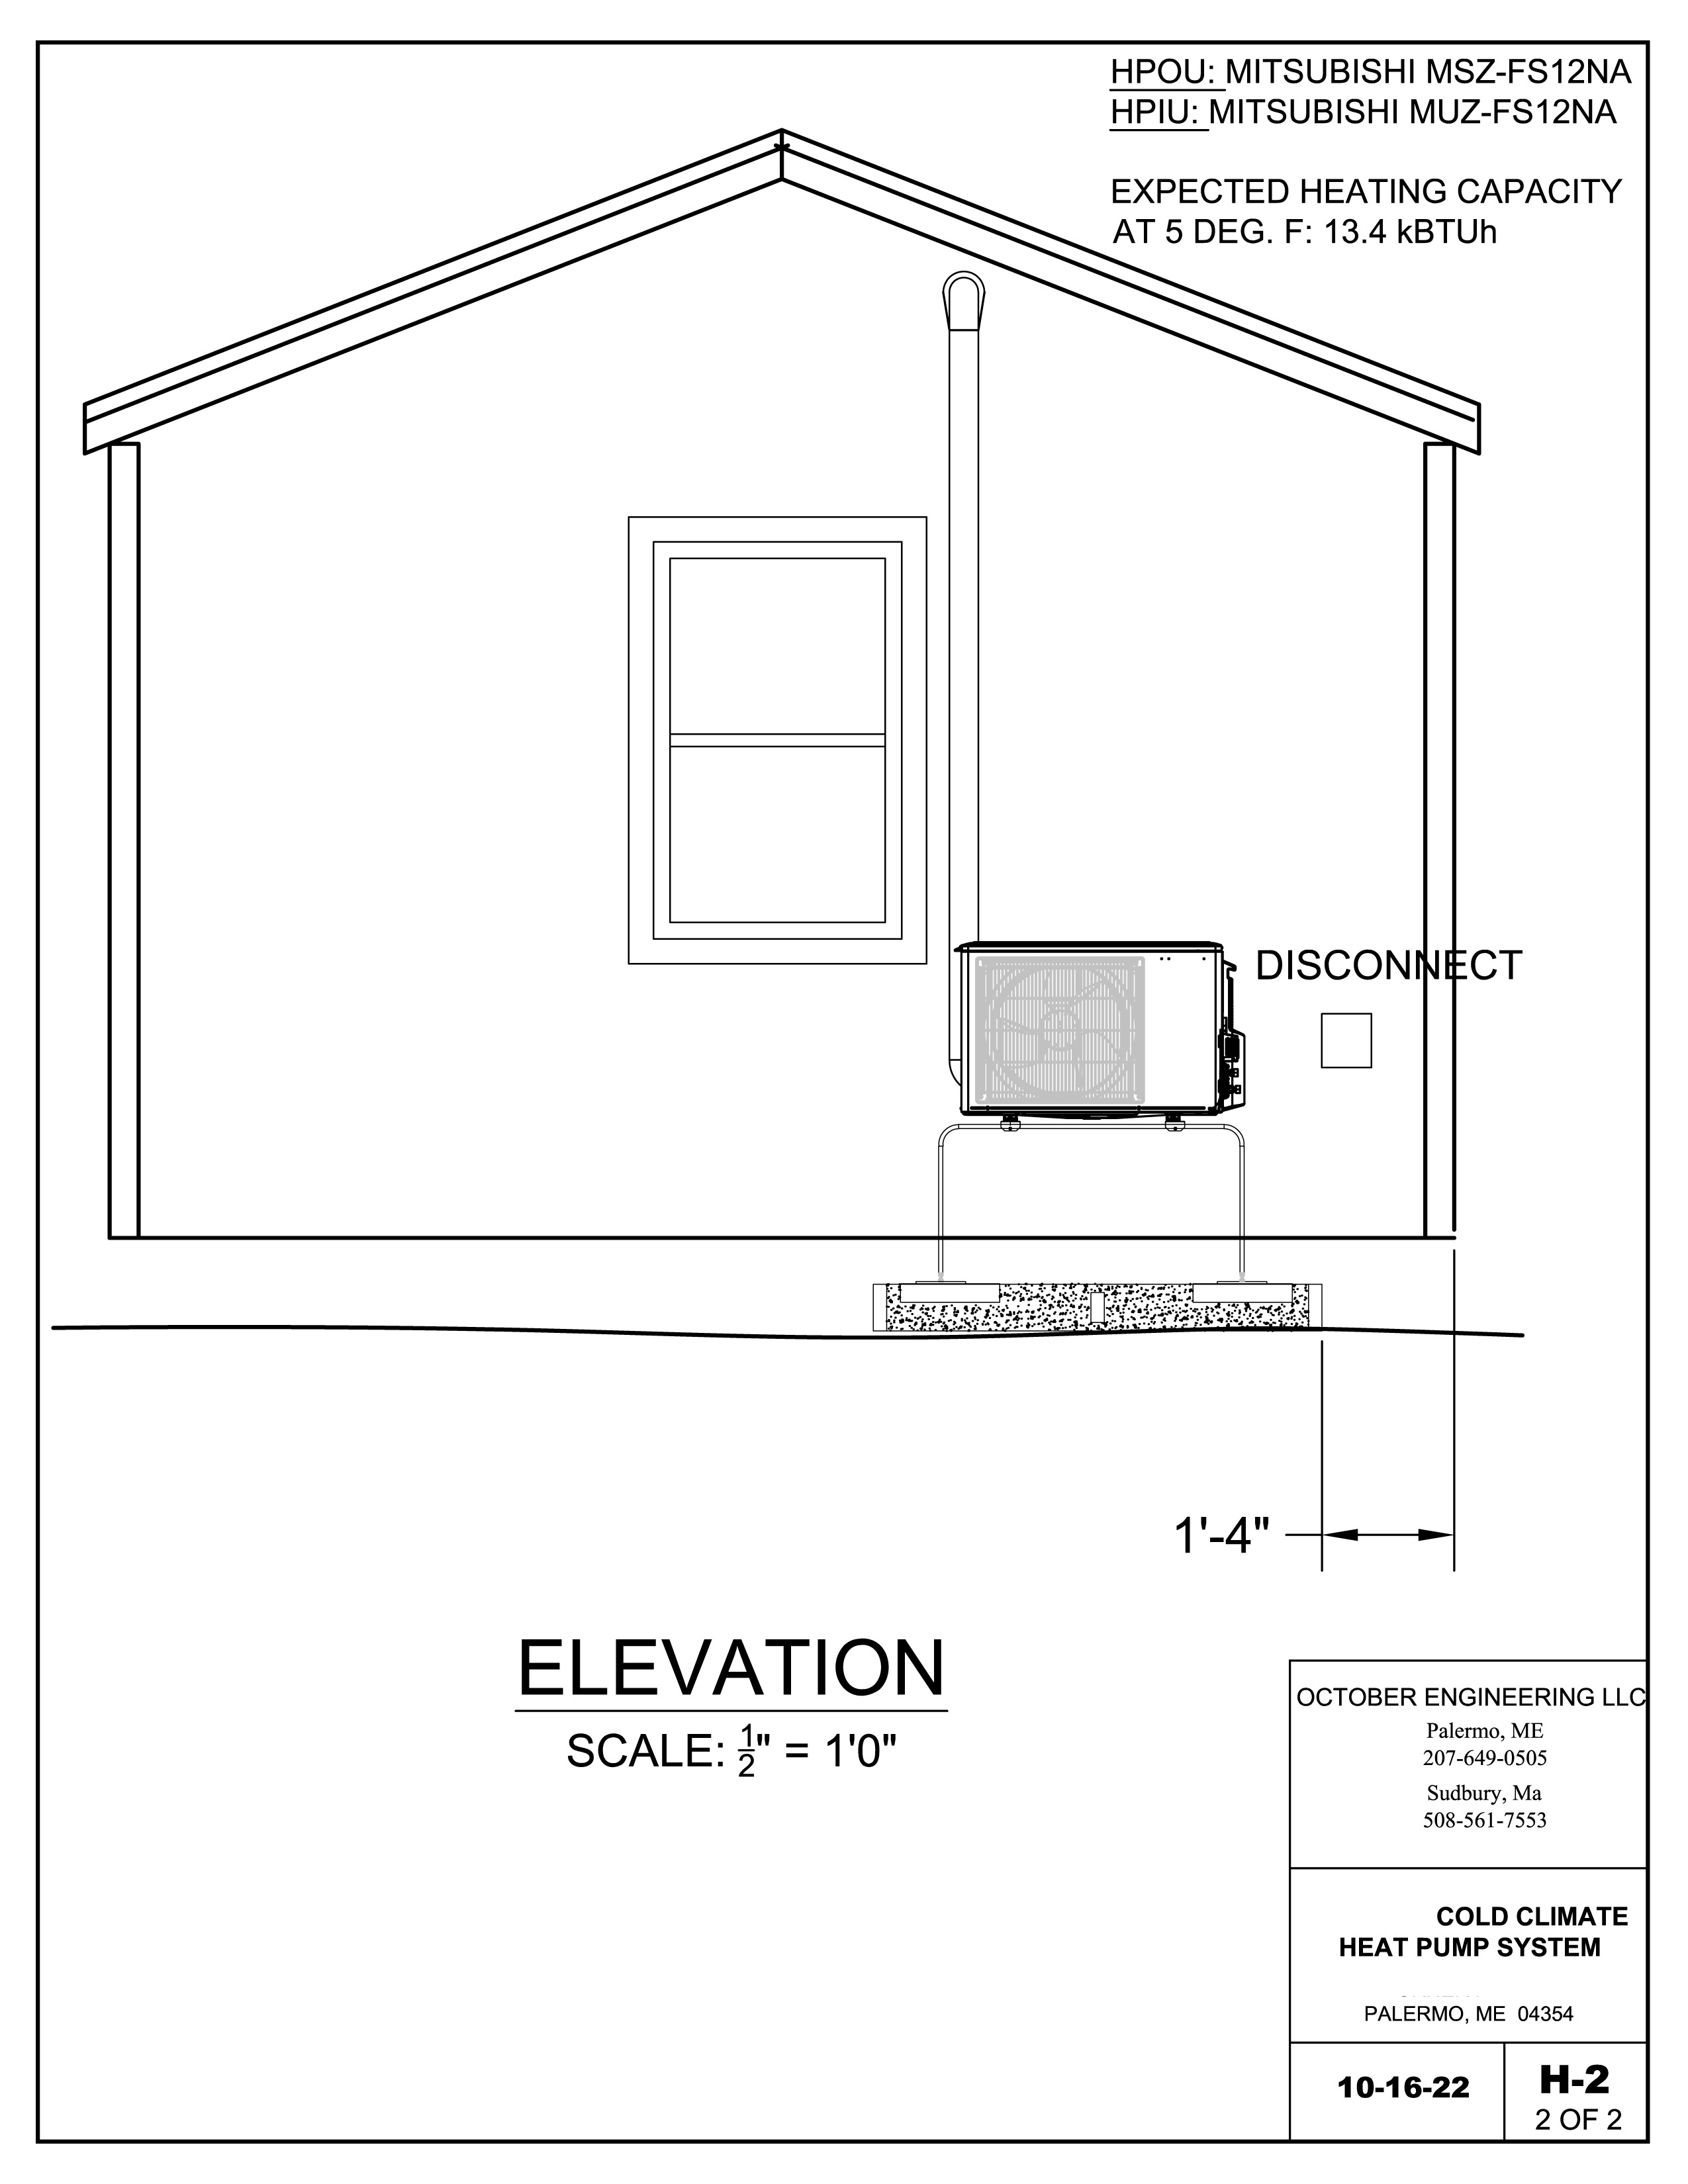 HPOU: MITSUBISHI MSZ-FS12NA
HPIU: MITSUBISHI MUZ-FS12NA
EXPECTED HEATING CAPACITY
AT 5 DEG. F: 13.4 kBTUh
DISCONNECT
1'-4"
ELEVATION
SCALE: 1/2" = 1'0"
OCTOBER ENGINEERING LLC
Palermo, ME
207-649-0505
Sudbury, Ma
508-561-7553
COLD CLIMATE
HEAT PUMP SYSTEM
PALERMO, ME 04354
10-16-22
H-2
2 OF 2